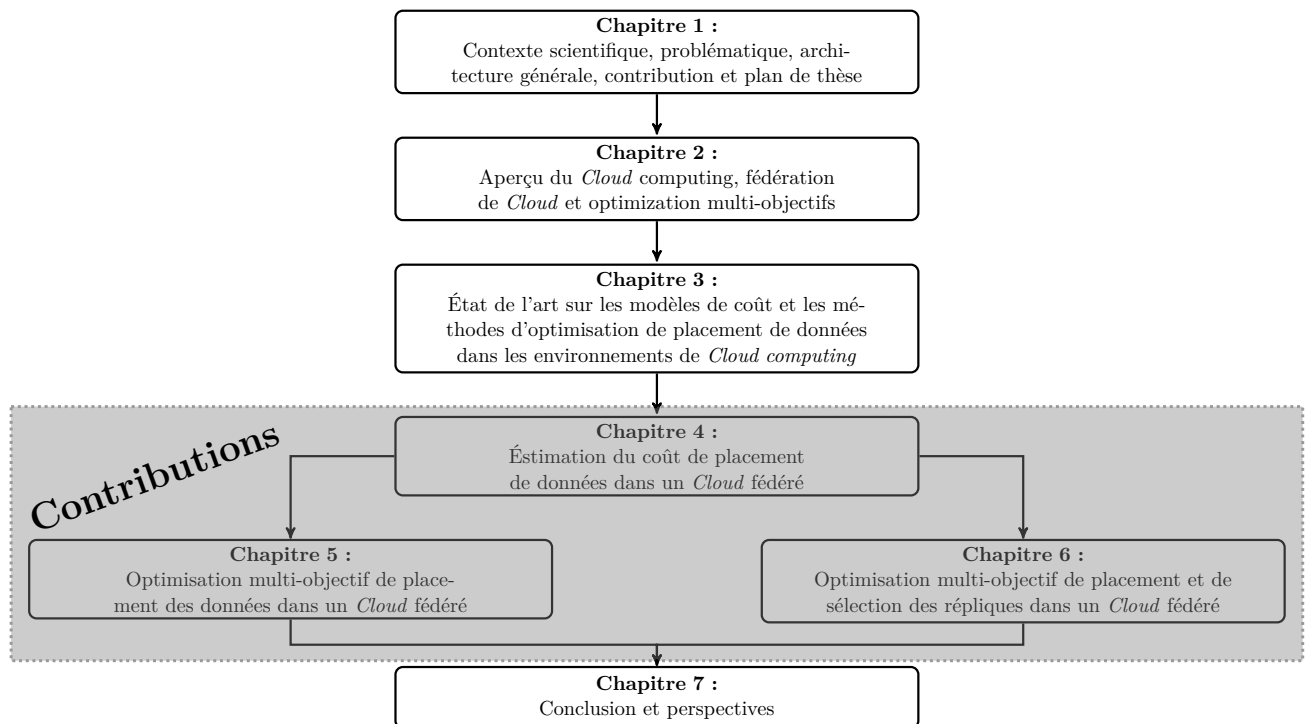 Chapitre 1 :
Contexte scientifique, problématique, archi-
tecture générale, contribution et plan de thèse
Chapitre 2 :
Aperçu du Cloud computing, fédération
de Cloud et optimization multi-objectifs
Chapitre 3 :
État de l'art sur les modèles de coût et les mé-
thodes d'optimisation de placement de données
dans les environnements de Cloud computing
Contributions
Chapitre 4 :
Éstimation du coût de placement
de données dans un Cloud fédéré
Chapitre 5 :
Optimisation multi-objectif de place-
ment des données dans un Cloud fédéré
Chapitre 6 :
Optimisation multi-objectif de placement et de
sélection des répliques dans un Cloud fédéré
Chapitre 7 :
Conclusion et perspectives